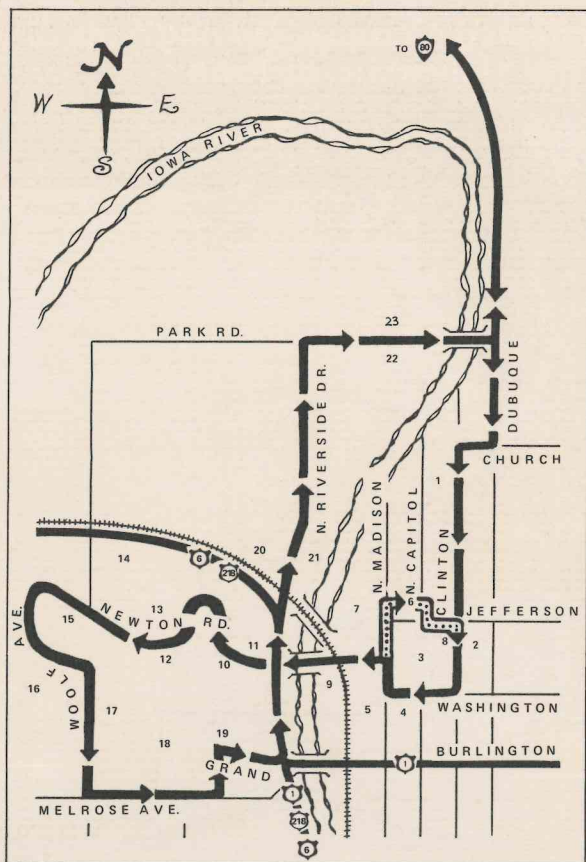 N
W E
S
TO 80
IOWA RIVER
PARK RD.
23
22
N. RIVERSIDE DR.
DUBUQUE
CHURCH
1
N. MADISON
N. CAPITOL
CLINTON
JEFFERSON
20
21
14
6
218
7
6
8
2
3
15
13
NEWTON RD.
12
10
11
9
5
4
WASHINGTON
WOOLF AVE.
16
17
18
19
GRAND
BURLINGTON
1
MELROSE AVE.
1
218
6